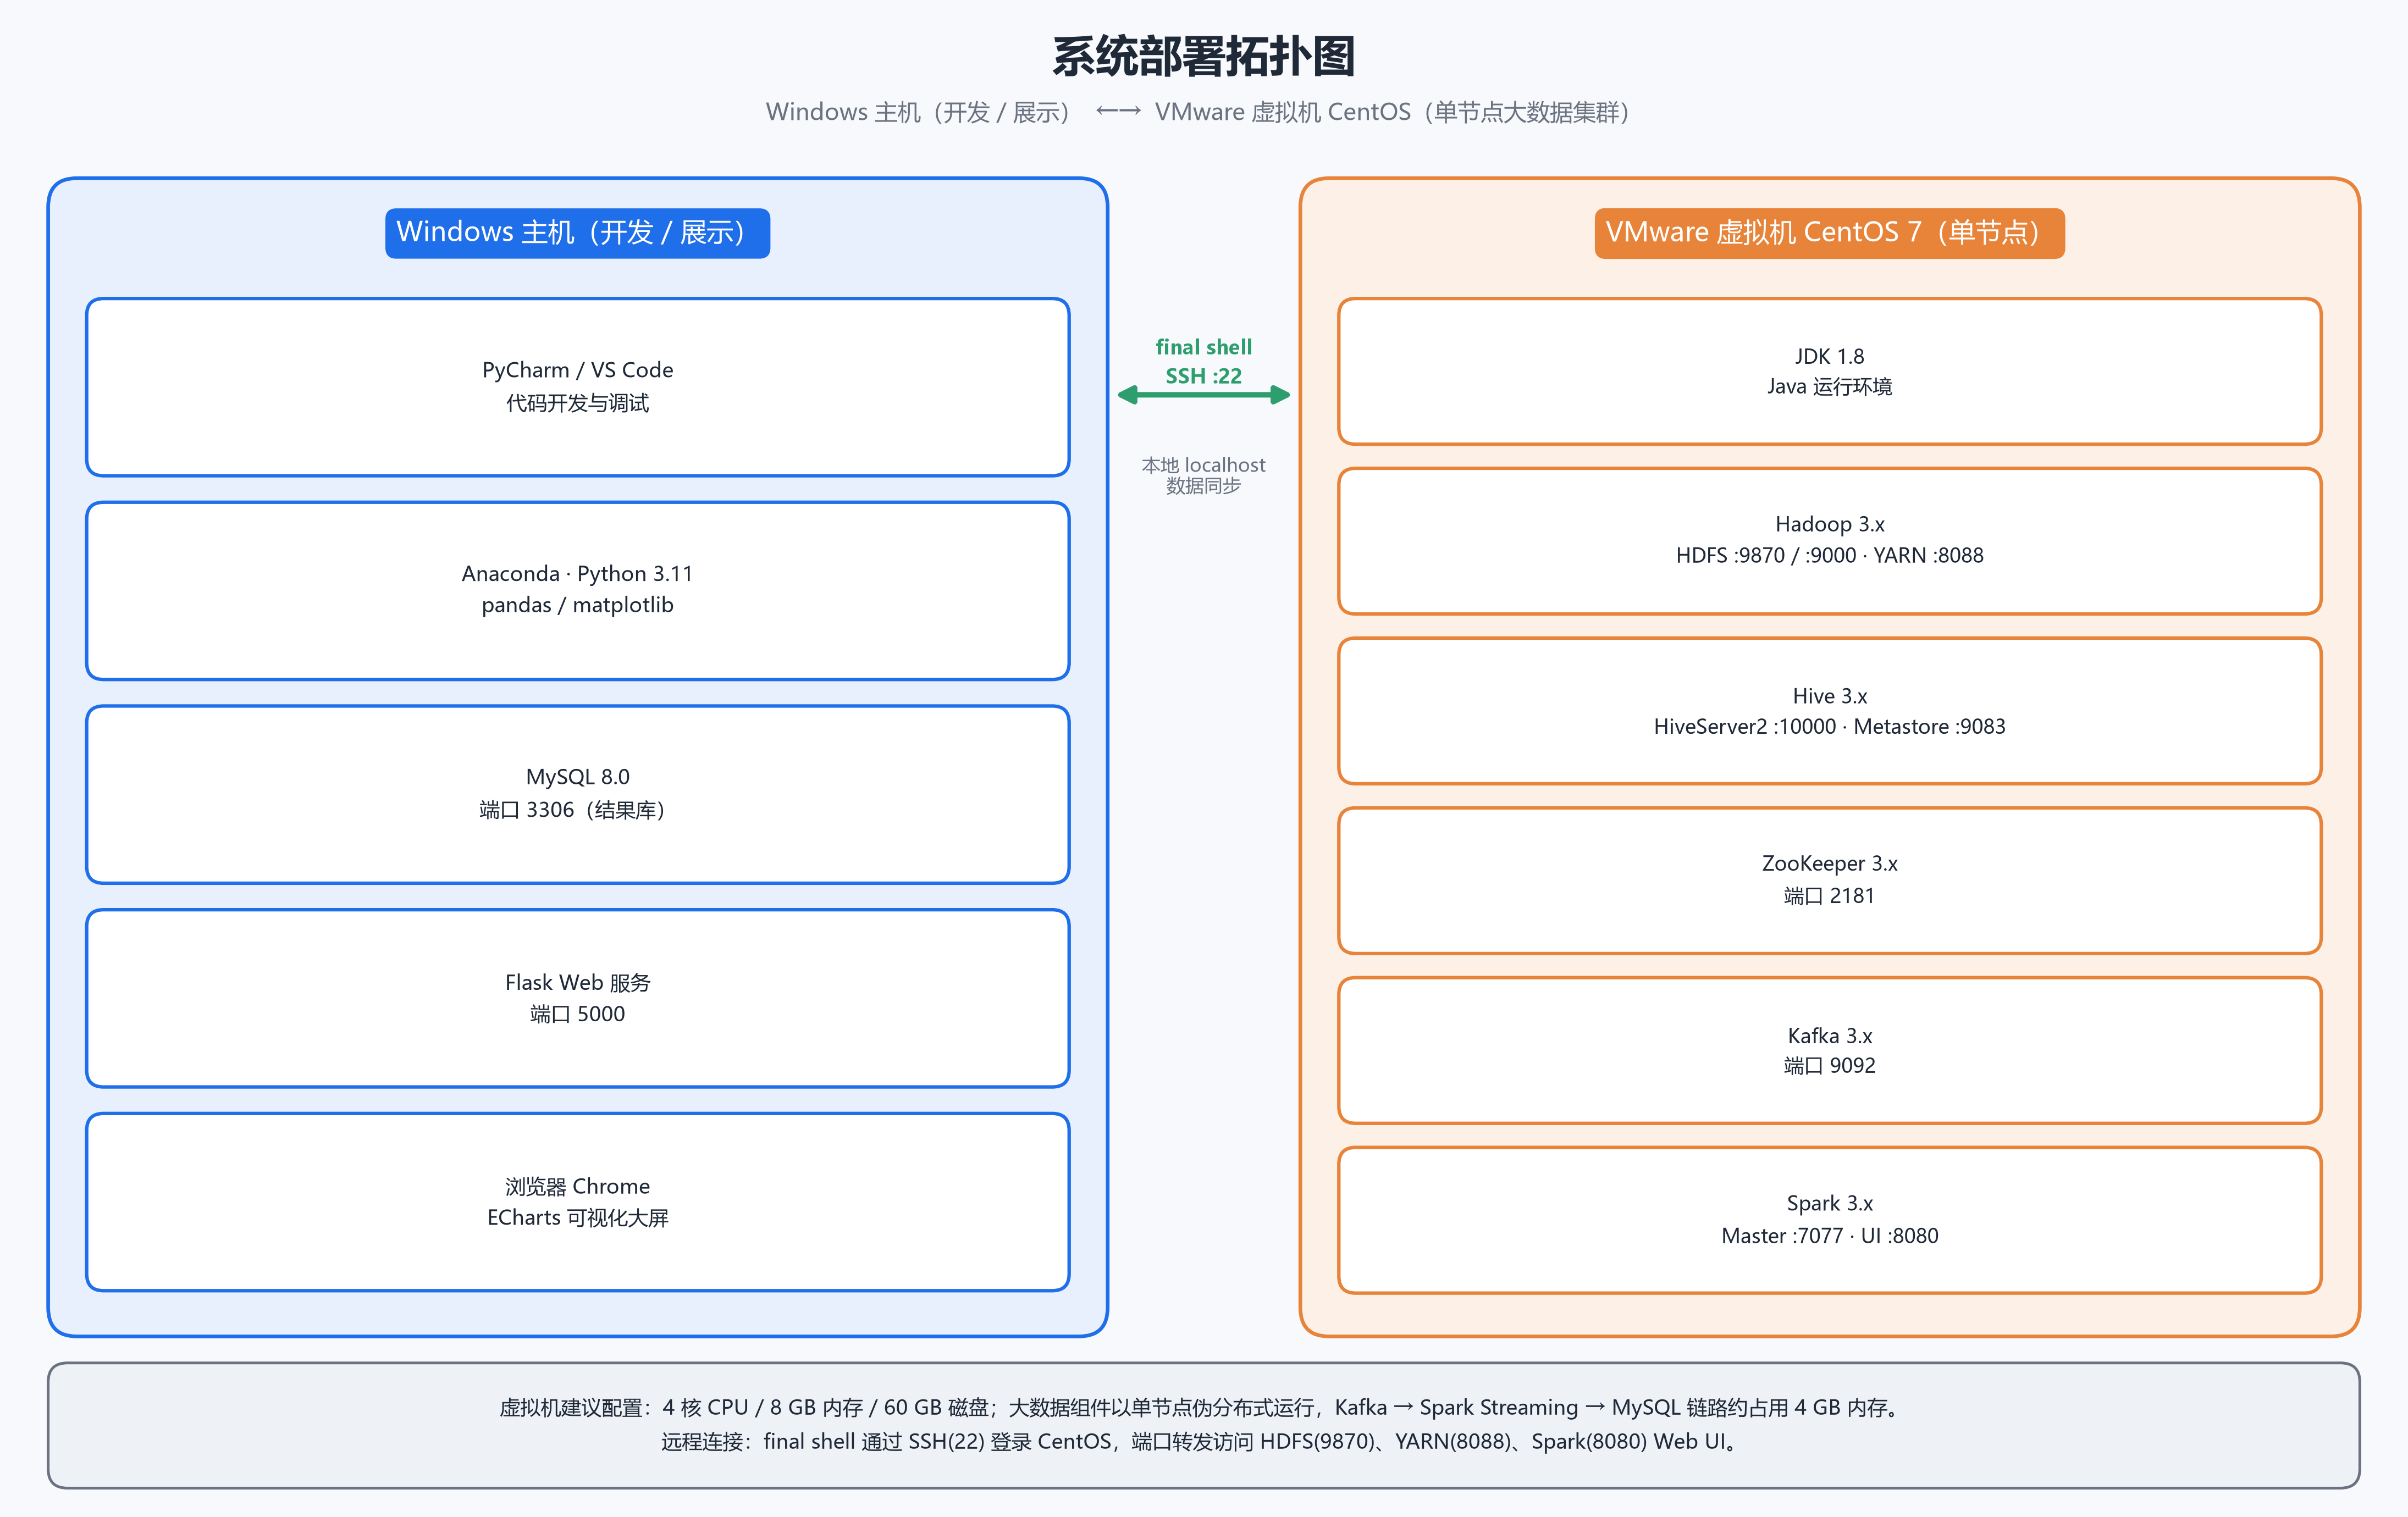 系统部署拓扑图
Windows 主机（开发 / 展示） ←→ VMware 虚拟机 CentOS（单节点大数据集群）
Windows 主机（开发 / 展示）
PyCharm / VS Code
代码开发与调试
Anaconda · Python 3.11
pandas / matplotlib
MySQL 8.0
端口 3306（结果库）
Flask Web 服务
端口 5000
浏览器 Chrome
ECharts 可视化大屏
final shell
SSH :22
本地 localhost
数据同步
VMware 虚拟机 CentOS 7（单节点）
JDK 1.8
Java 运行环境
Hadoop 3.x
HDFS :9870 / :9000 · YARN :8088
Hive 3.x
HiveServer2 :10000 · Metastore :9083
ZooKeeper 3.x
端口 2181
Kafka 3.x
端口 9092
Spark 3.x
Master :7077 · UI :8080
虚拟机建议配置：4 核 CPU / 8 GB 内存 / 60 GB 磁盘；大数据组件以单节点伪分布式运行，Kafka → Spark Streaming → MySQL 链路约占用 4 GB 内存。
远程连接：final shell 通过 SSH(22) 登录 CentOS，端口转发访问 HDFS(9870)、YARN(8088)、Spark(8080) Web UI。